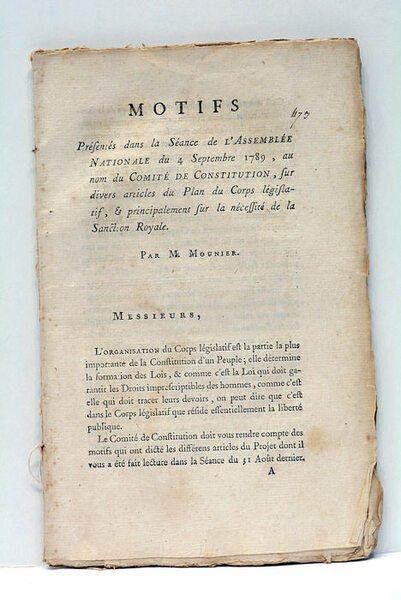 MOTIFS
Présentés dans la Séance de L'ASSEMBLÉE
NATIONALE du 4 Septembre 1789, au
nom du COMITÉ DE CONSTITUTION, sur
divers articles du Plan du Corps législa-
tif, & principalement sur la nécessité de la
Sanction Royale.
PAR M. MOUNIER.
MESSIEURS,
L'ORGANISATION du Corps législatif est la partie la plus
importante de la Constitution d'un Peuple; elle détermine
la formation des Lois, & comme c'est la Loi qui doit ga-
rantir les Droits imprescriptibles des hommes, comme c'est
elle qui doit tracer leurs devoirs, on peut dire que c'est
dans le Corps législatif que réside essentiellement la liberté
publique.
Le Comité de Constitution doit vous rendre compte des
motifs qui ont dicté les différens articles du Projet dont il
vous a été fait lecture dans la Séance du 31 Août dernier.
A